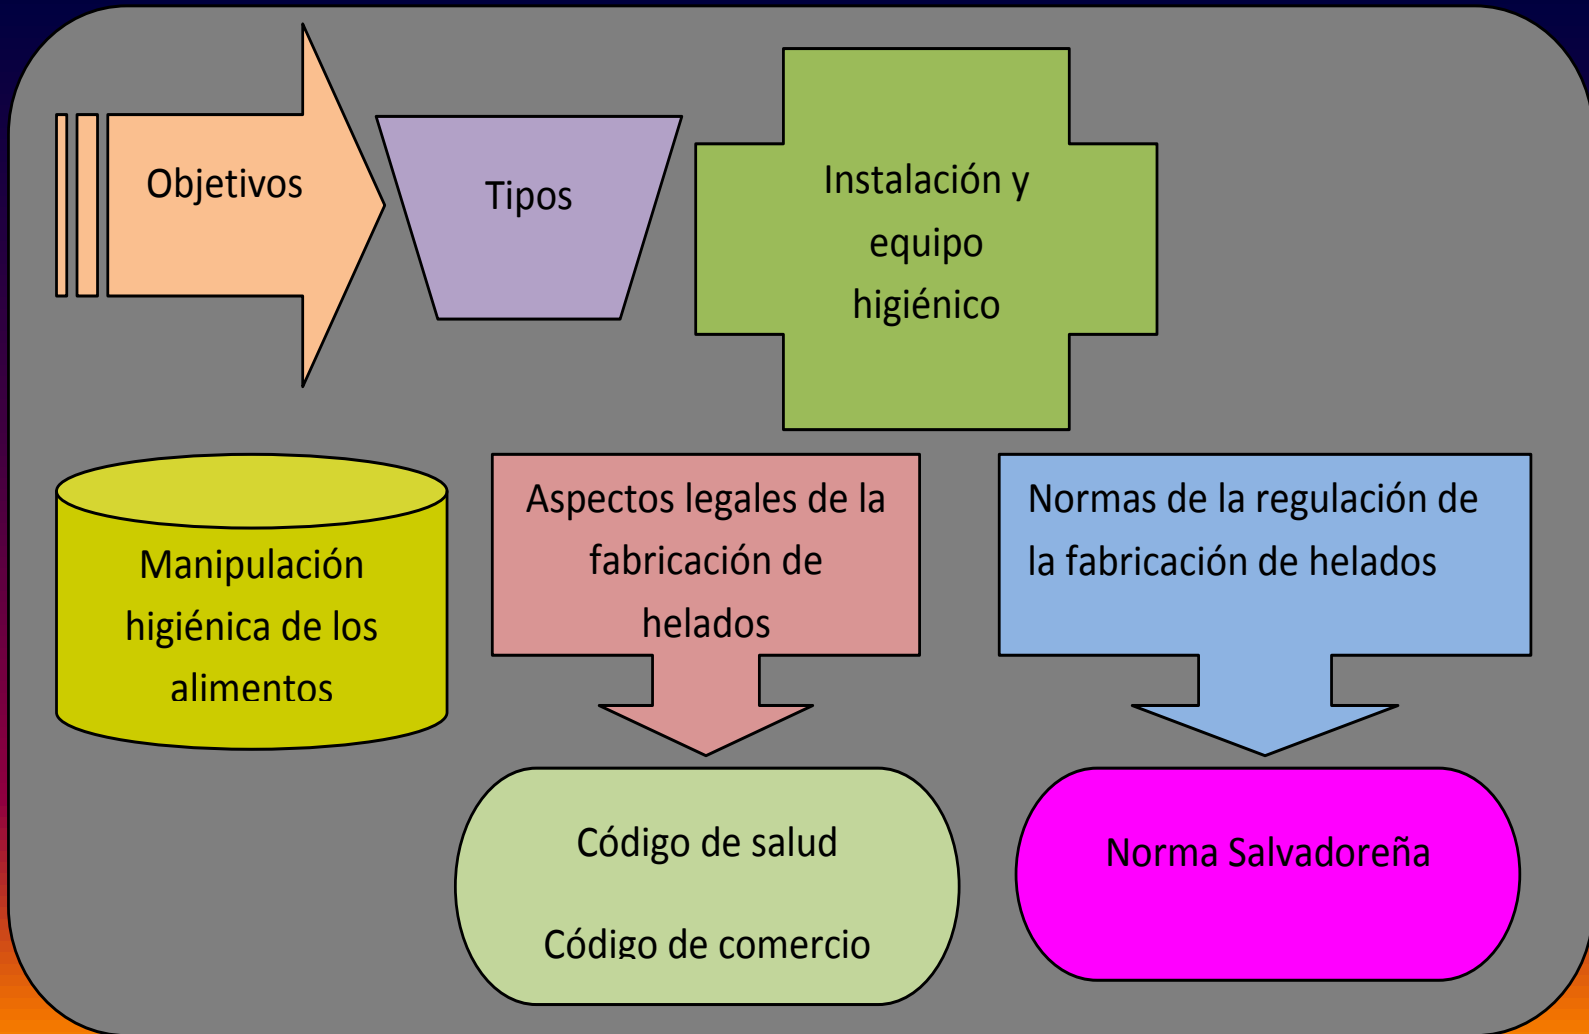 Objetivos
Tipos
Instalación y
equipo
higiénico
Manipulación
higiénica de los
alimentos
Aspectos legales de la
fabricación de
helados
Normas de la regulación de
la fabricación de helados
Código de salud
Código de comercio
Norma Salvadoreña